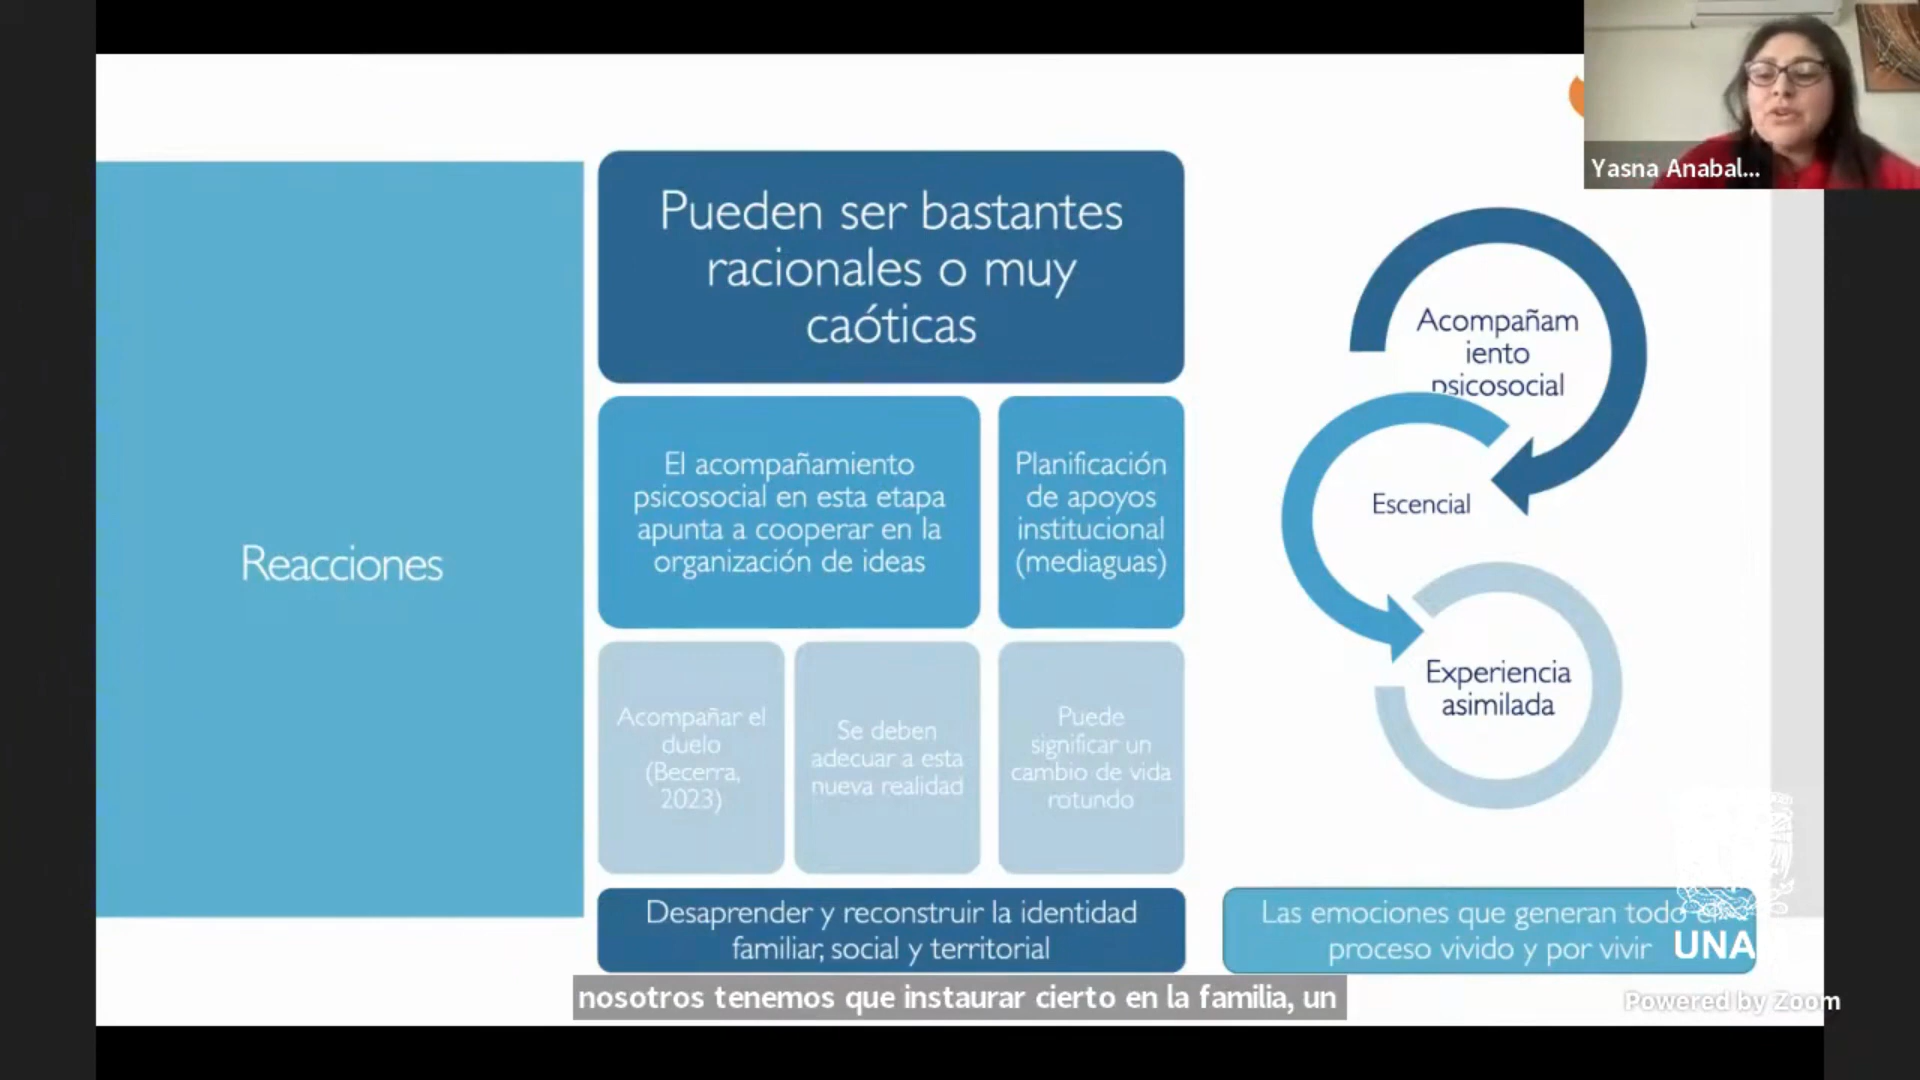 Yasna Anabal...
Reacciones
Pueden ser bastantes
racionales o muy
caóticas
El acompañamiento
psicosocial en esta etapa
apunta a cooperar en la
organización de ideas
Planificación
de apoyos
institucional
(mediaguas)
Acompañar el
duelo
(Becerra,
2023)
Se deben
adecuar a esta
nueva realidad
Puede
significar un
cambio de vida
rotundo
Desaprender y reconstruir la identidad
familiar, social y territorial
Acompañam
iento
psicosocial
Escencial
Experiencia
asimilada
Las emociones que generan todo
proceso vivido y por vivir
UNA
nosotros tenemos que instaurar cierto en la familia, un
Powered by Zoom